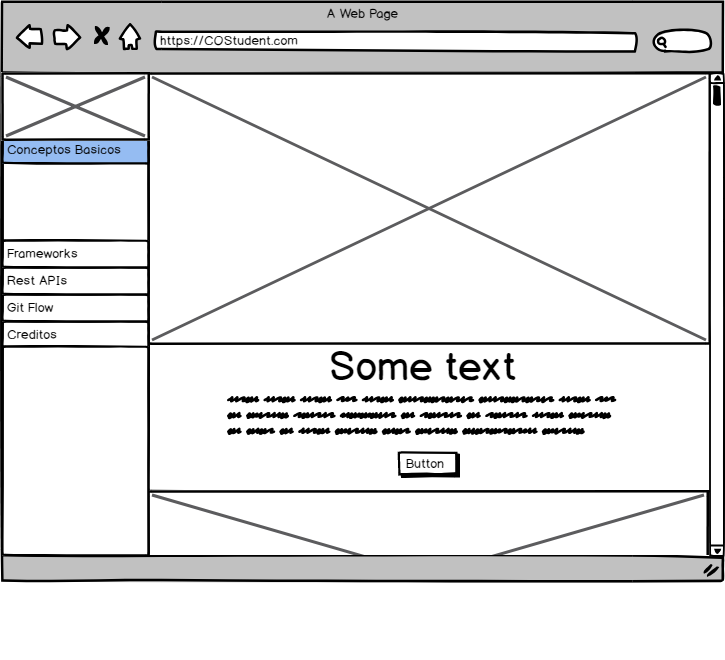 A Web Page
https://COStudent.com
Conceptos Basicos
Frameworks
Rest APIs
Git Flow
Creditos
Some text
Button